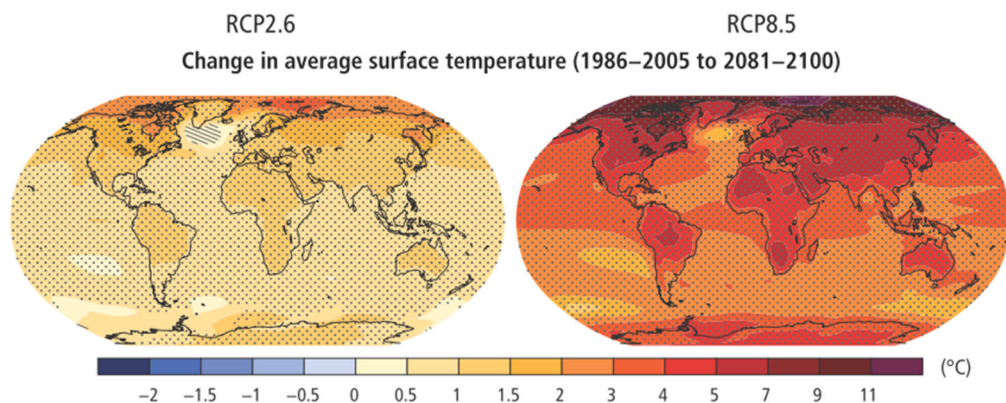 RCP2.6 RCP8.5
Change in average surface temperature (1986–2005 to 2081–2100)
−2 −1.5 −1 −0.5 0 0.5 1 1.5 2 3 4 5 7 9 11 (°C)